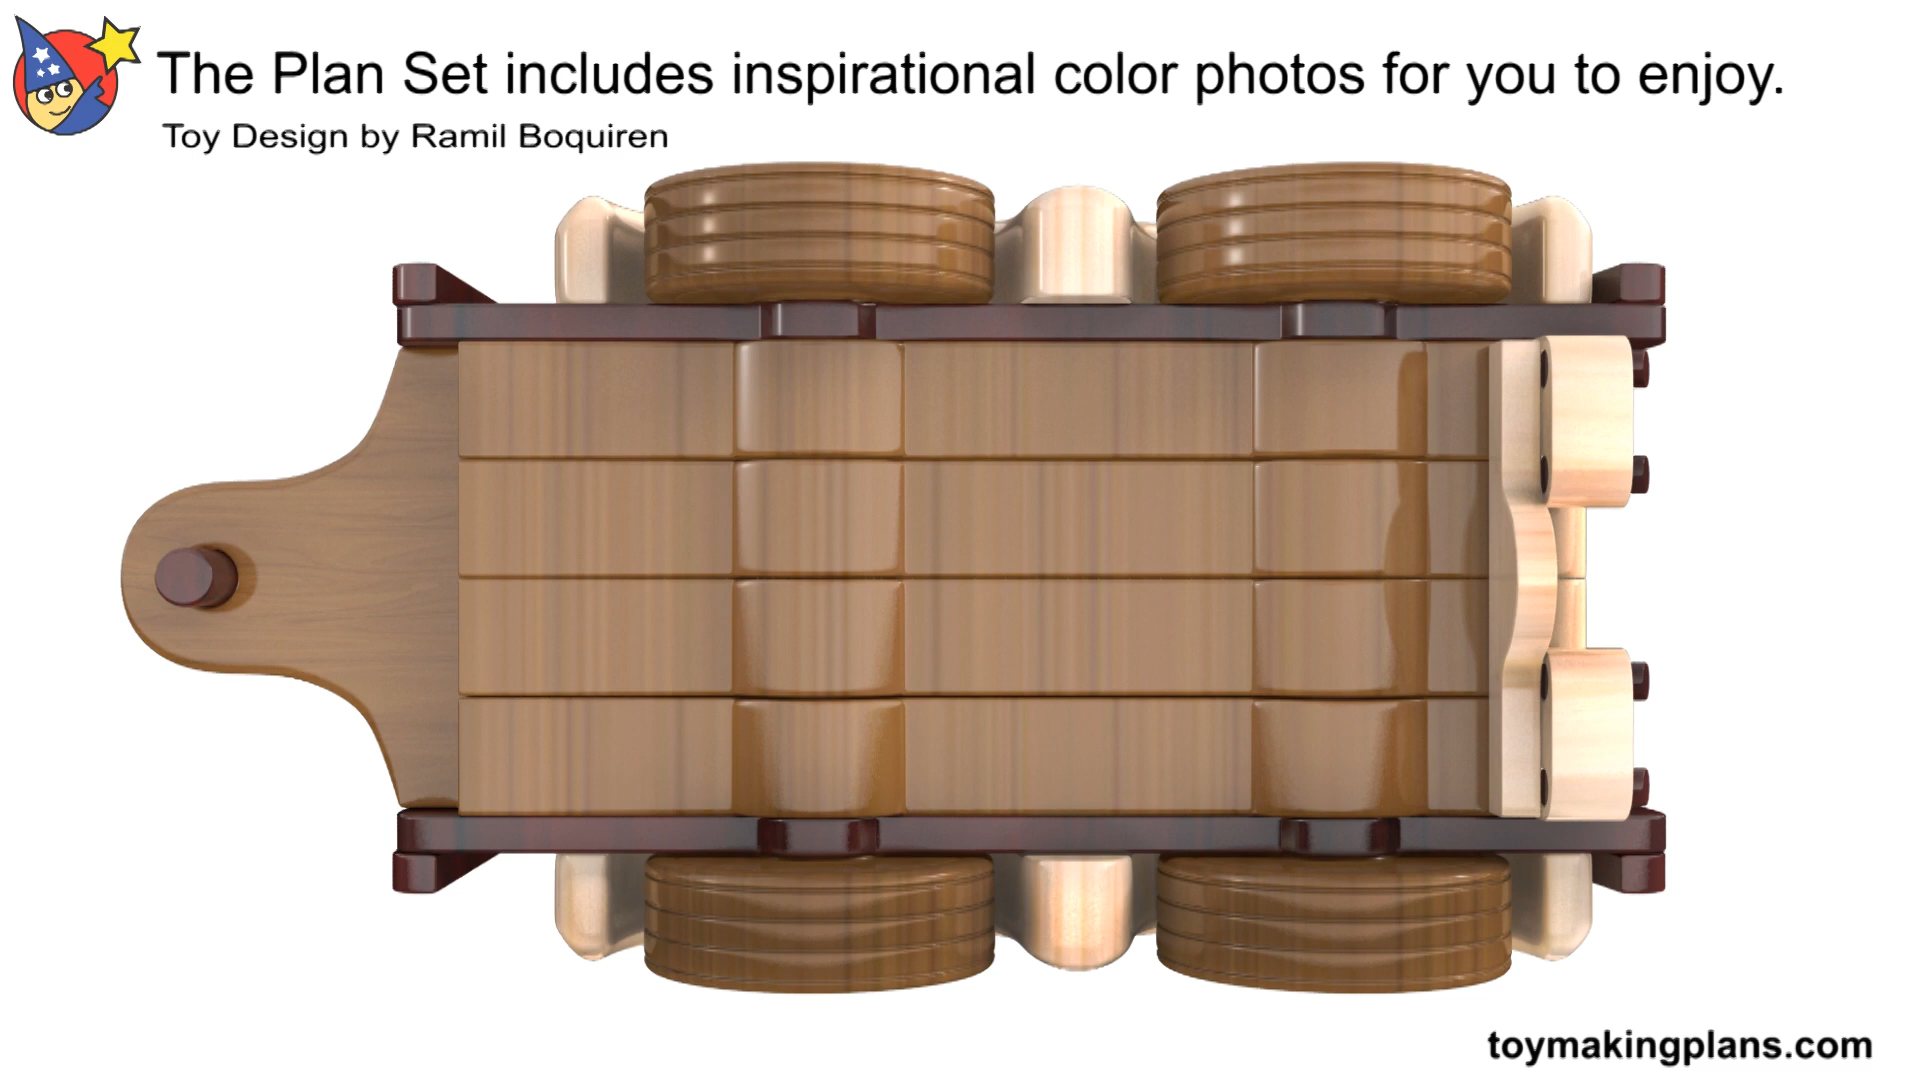 The Plan Set includes inspirational color photos for you to enjoy.
Toy Design by Ramil Boquiren
toymakingplans.com